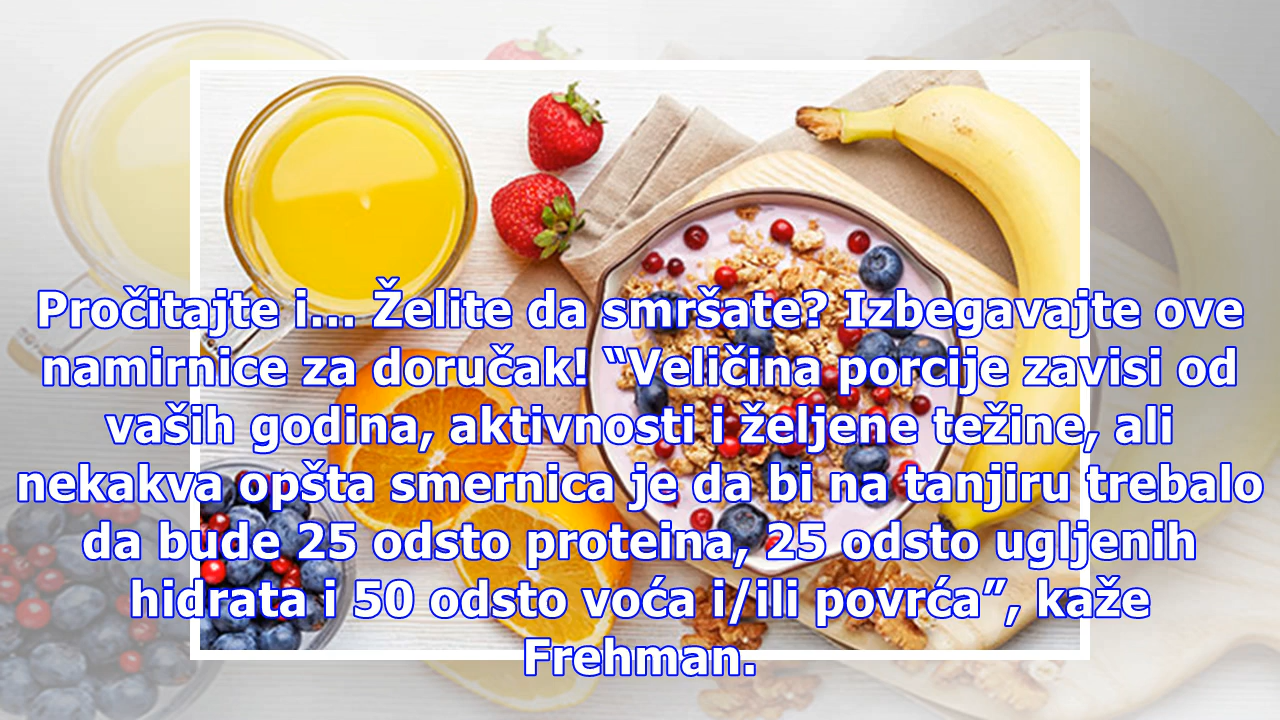 Pročitajte i... Želite da smršate? Izbegavajte ove
namirnice za doručak! “Veličina porcije zavisi od
vaših godina, aktivnosti i željene težine, ali
nekakva opšta smernica je da bi na tanjiru trebalo
da bude 25 odsto proteina, 25 odsto ugljenih
hidrata i 50 odsto voća i/ili povrća”, kaže
Frehman.